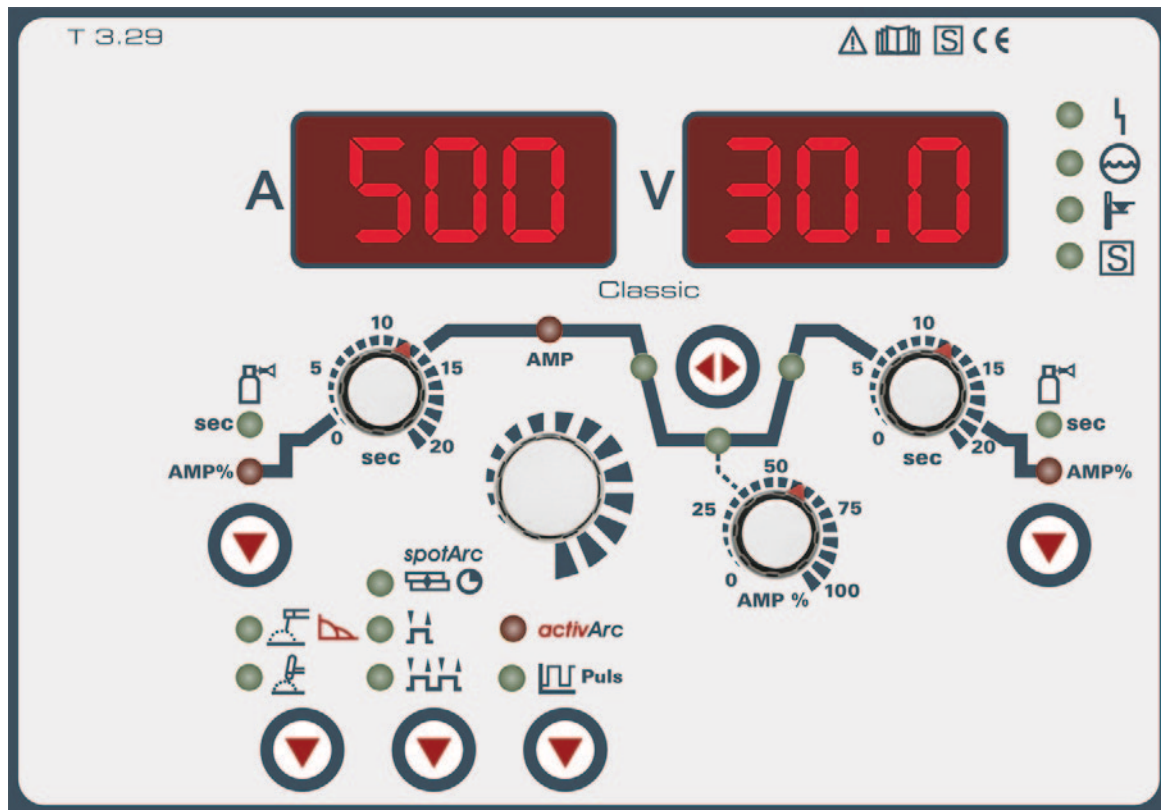 T 3.29
S CE
A 500 V 30.0
S
Classic
10
5 15
0 20
sec
AMP
10
5 15
0 20
sec
sec
AMP%
sec
AMP%
50
25 75
0 100
AMP %
spotArc
activArc
Puls